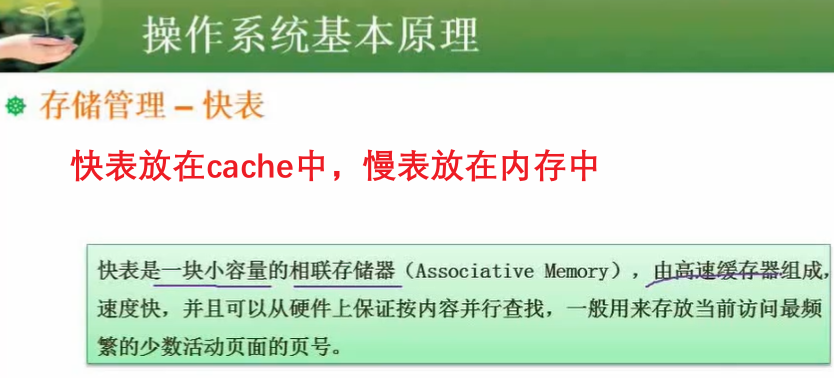 操作系统基本原理
存储管理 – 快表
快表放在cache中，慢表放在内存中
快表是一块小容量的相联存储器（Associative Memory），由高速缓存器组成，
速度快，并且可以从硬件上保证按内容并行查找，一般用来存放当前访问最频
繁的少数活动页面的页号。